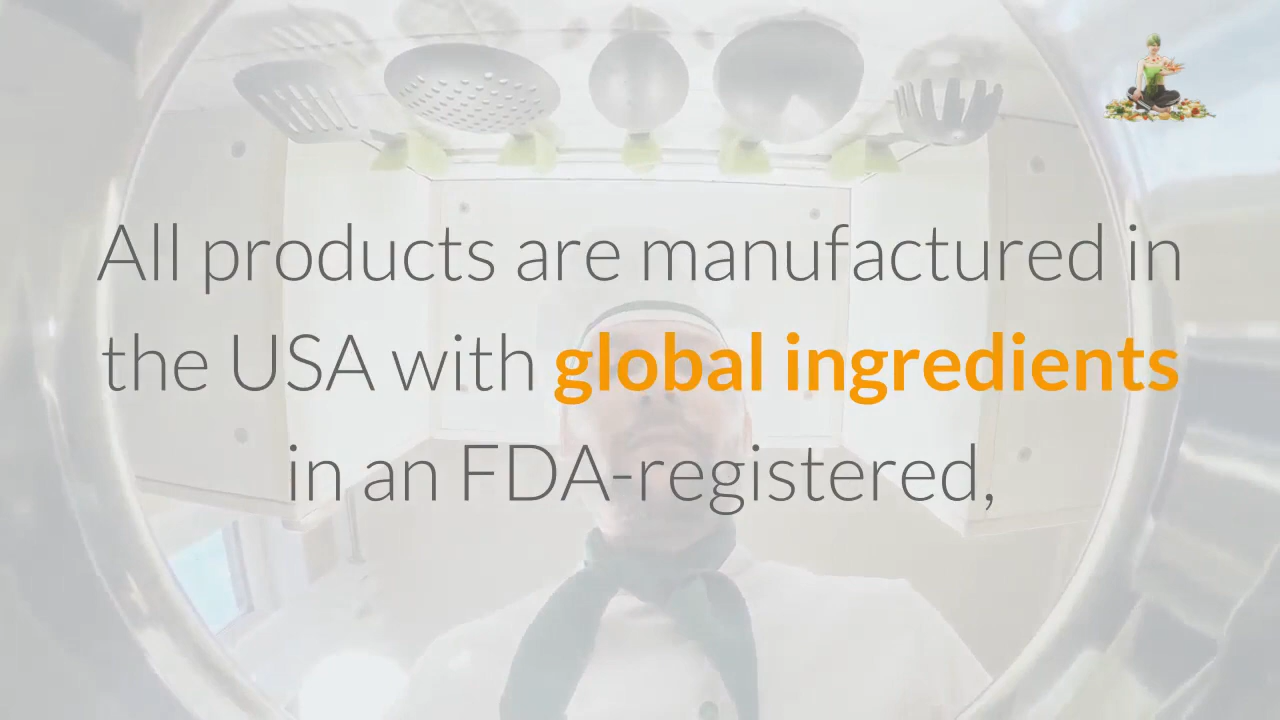 All products are manufactured in
the USA with global ingredients
in an FDA-registered,